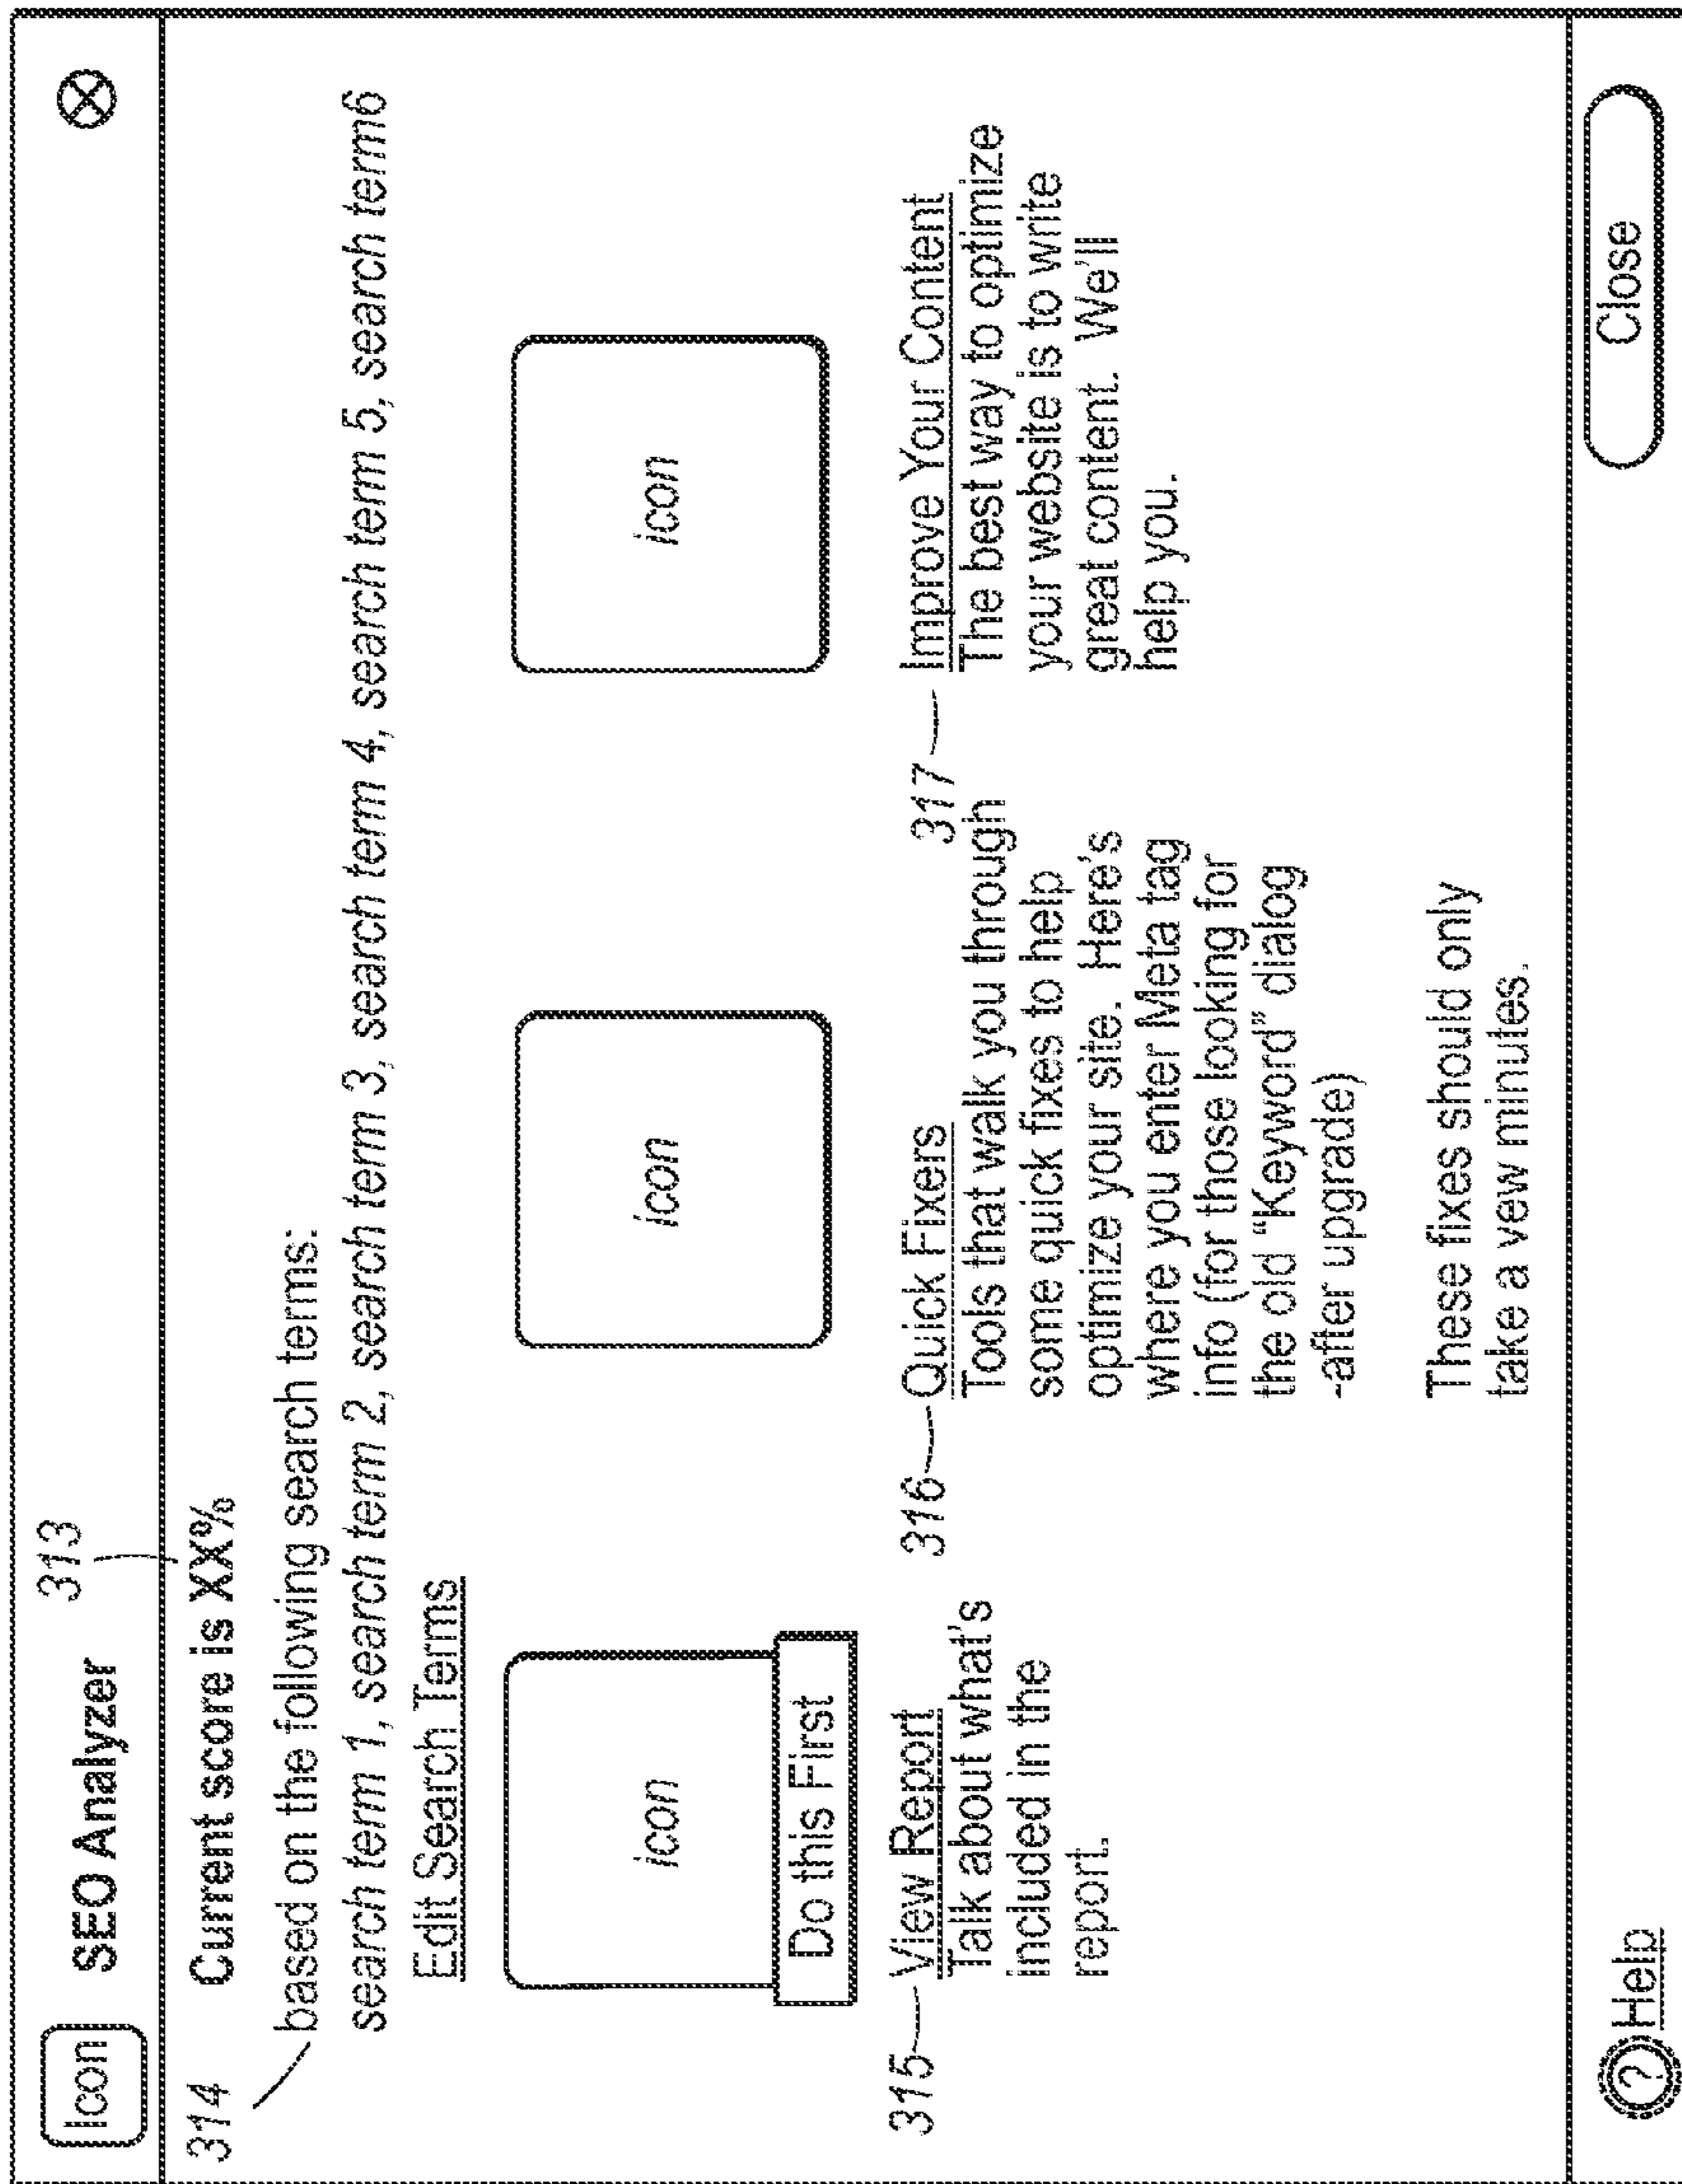 Icon SEO Analyzer
313
314
Current score is XX%
based on the following search terms:
search term 1, search term 2, search term 3, search term 4, search term 5, search term6
Edit Search Terms
icon
Do this First
315
View Report
Talk about what's
included in the
report.
icon
316
Quick Fixers
Tools that walk you through
some quick fixes to help
optimize your site. Here's
where you enter Meta tag
info (for those looking for
the old "Keyword" dialog
-after upgrade)
These fixes should only
take a vew minutes.
icon
317
Improve Your Content
The best way to optimize
your website is to write
great content. We'll
help you.
? Help
Close